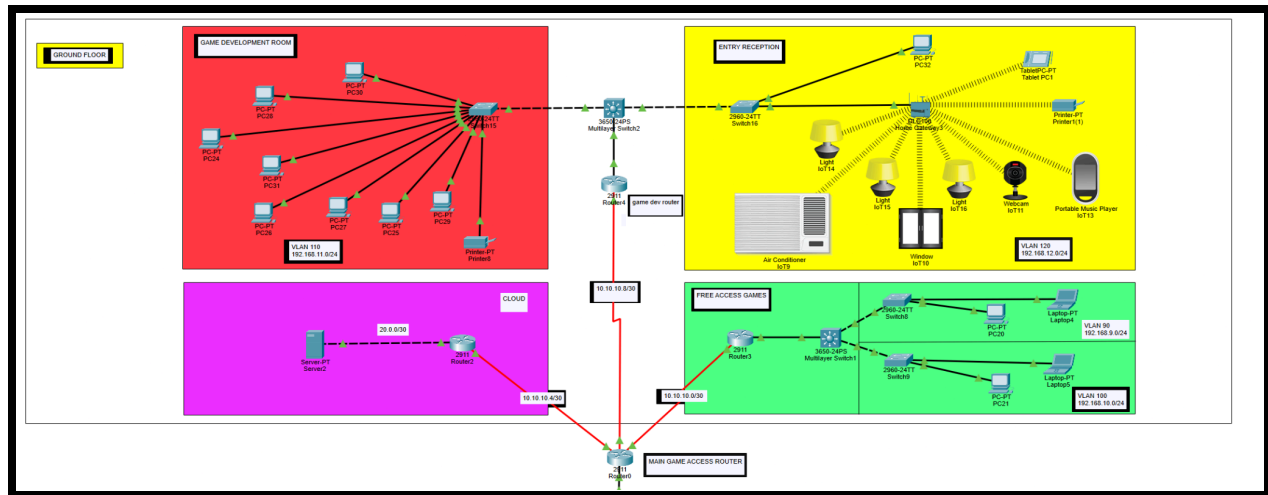 GROUND FLOOR
GAME DEVELOPMENT ROOM
PC-PT
PC30
PC-PT
PC28
PC-PT
PC24
PC-PT
PC31
PC-PT
PC26
PC-PT
PC27
PC-PT
PC25
PC-PT
PC29
Printer-PT
2960-24TT
Switch15
VLAN 110
192.168.11.0/24
3650-24PS
Multilayer Switch2
2911
Router4
game dev router
10.10.10.8/30
ENTRY RECEPTION
PC-PT
PC32
2960-24TT
Switch16
Home Gateway3
TabletPC-PT
Tablet PC1
Printer-PT
Printer1(1)
Light
IoT14
Light
IoT15
Light
IoT16
Webcam
IoT11
Portable Music Player
IoT13
Air Conditioner
IoT9
Window
IoT10
VLAN 120
192.168.12.0/24
CLOUD
20.0.0/30
Server-PT
Server2
2911
Router2
10.10.10.4/30
FREE ACCESS GAMES
10.10.10.0/30
2911
Router3
3650-24PS
Multilayer Switch1
2960-24TT
Switch8
Laptop-PT
Laptop4
PC-PT
PC20
VLAN 90
192.168.9.0/24
2960-24TT
Switch9
Laptop-PT
Laptop5
PC-PT
PC21
VLAN 100
192.168.10.0/24
2911
Router0
MAIN GAME ACCESS ROUTER